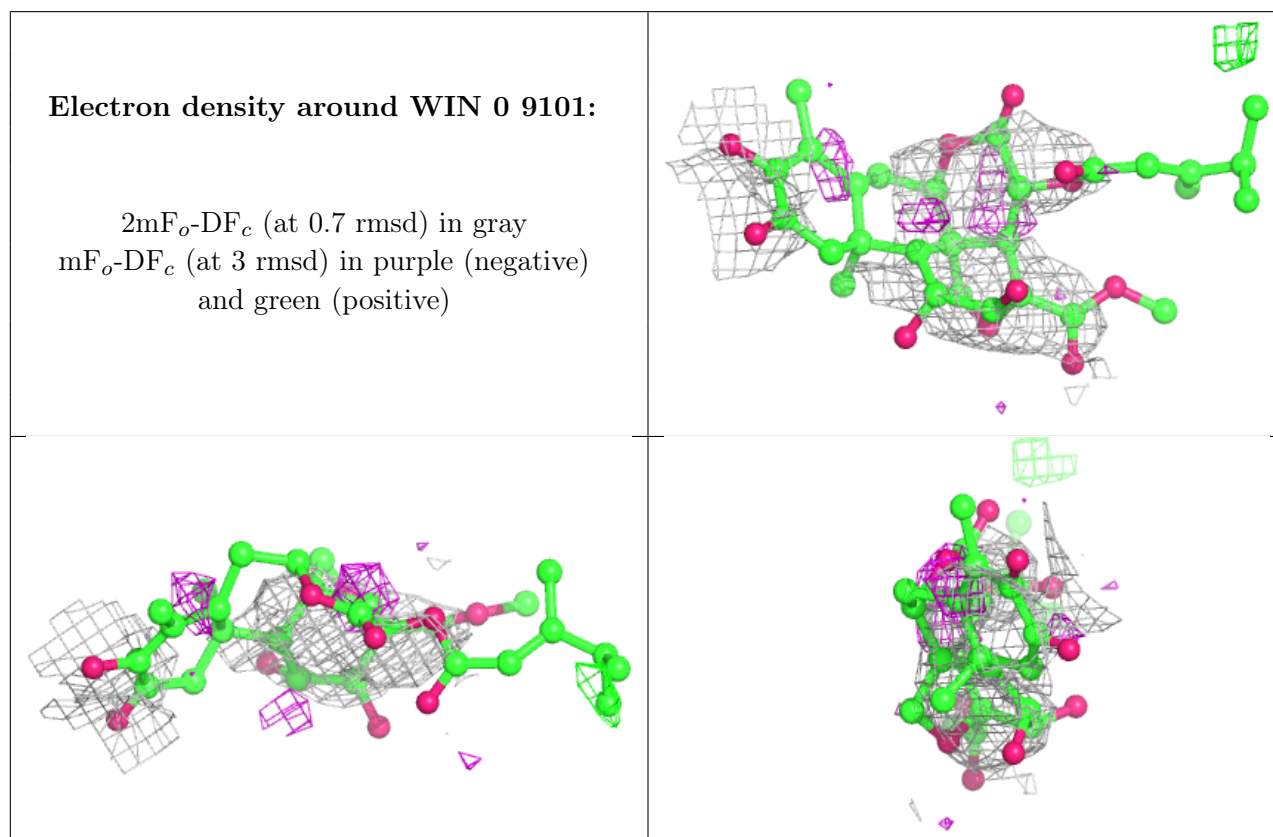 Electron density around WIN 0 9101:
2mFo-DFc (at 0.7 rmsd) in gray
mFo-DFc (at 3 rmsd) in purple (negative)
and green (positive)